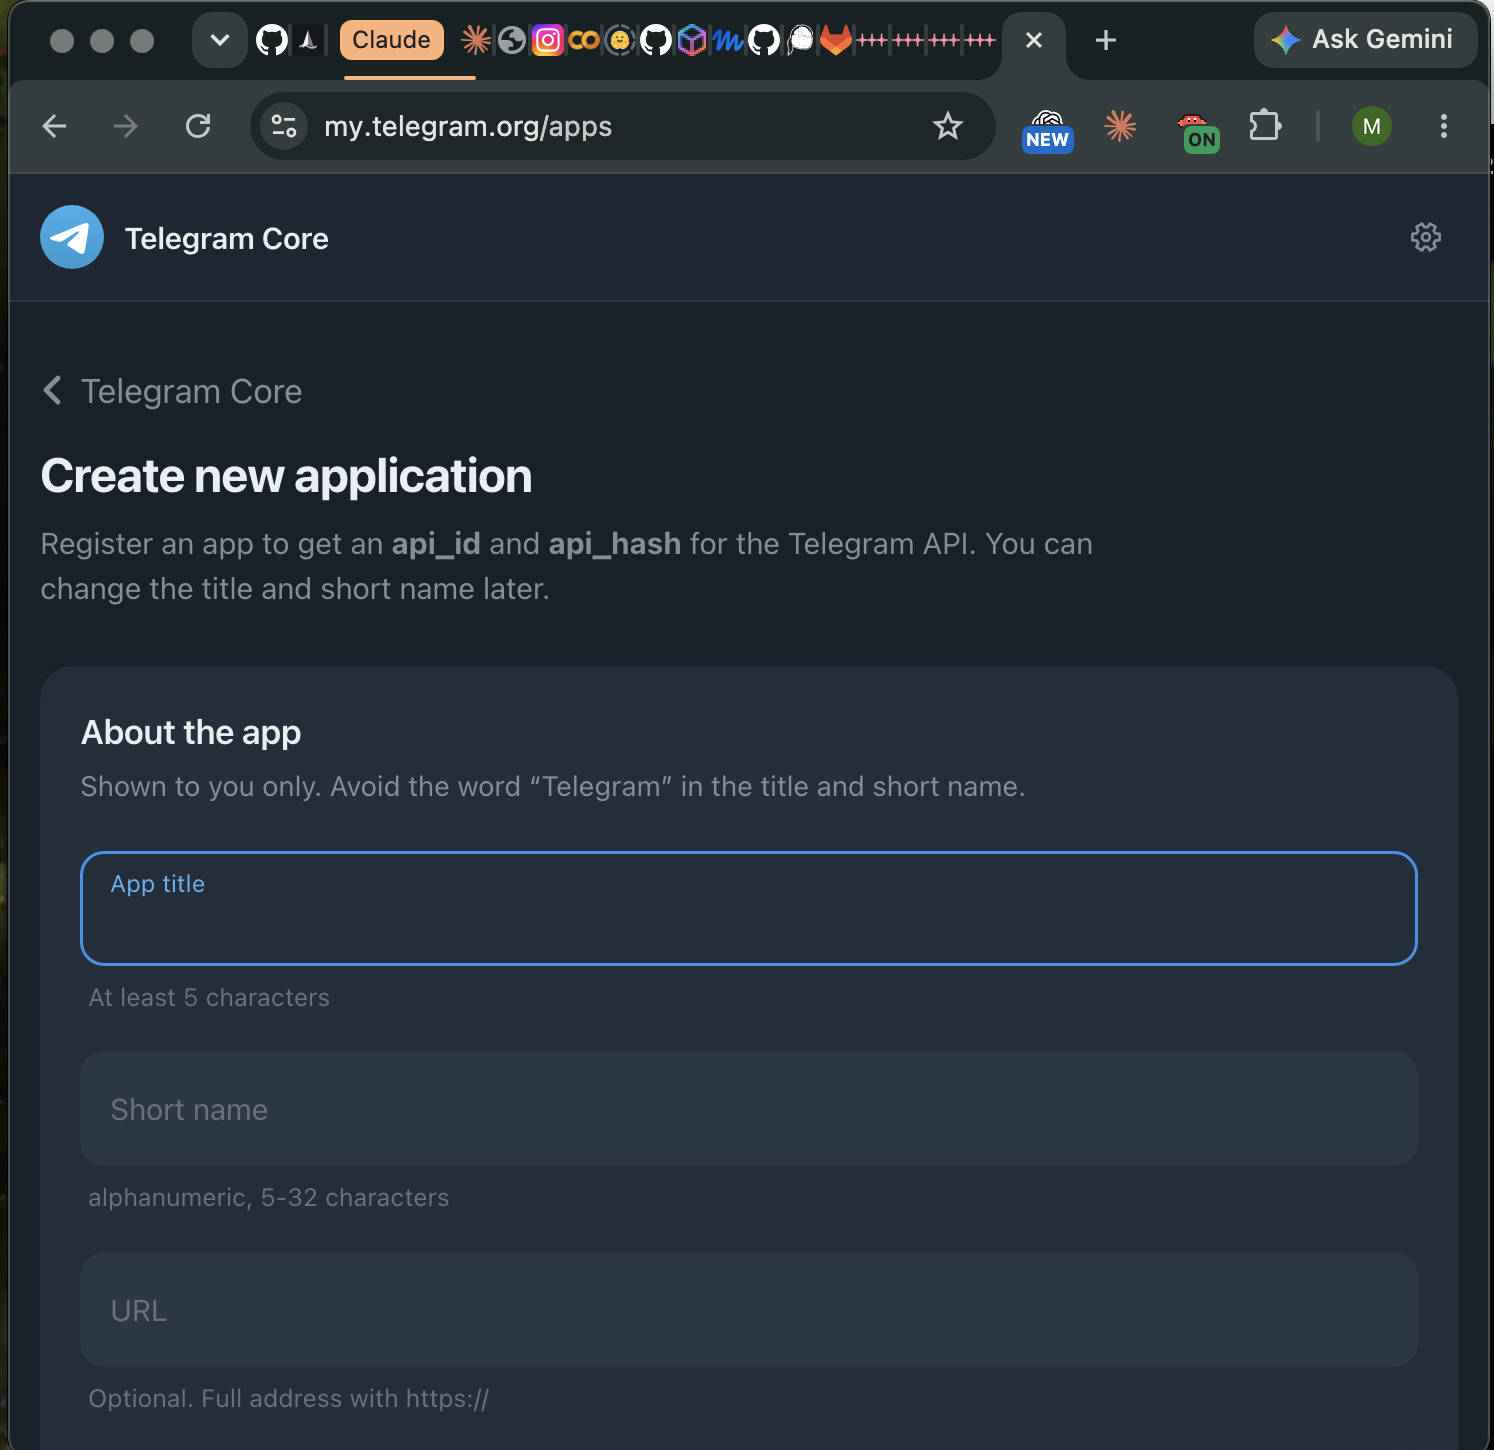 Claude
Ask Gemini
my.telegram.org/apps
NEW
ON
M
Telegram Core
Telegram Core
Create new application
Register an app to get an api_id and api_hash for the Telegram API. You can
change the title and short name later.
About the app
Shown to you only. Avoid the word “Telegram” in the title and short name.
App title
At least 5 characters
Short name
alphanumeric, 5-32 characters
URL
Optional. Full address with https://